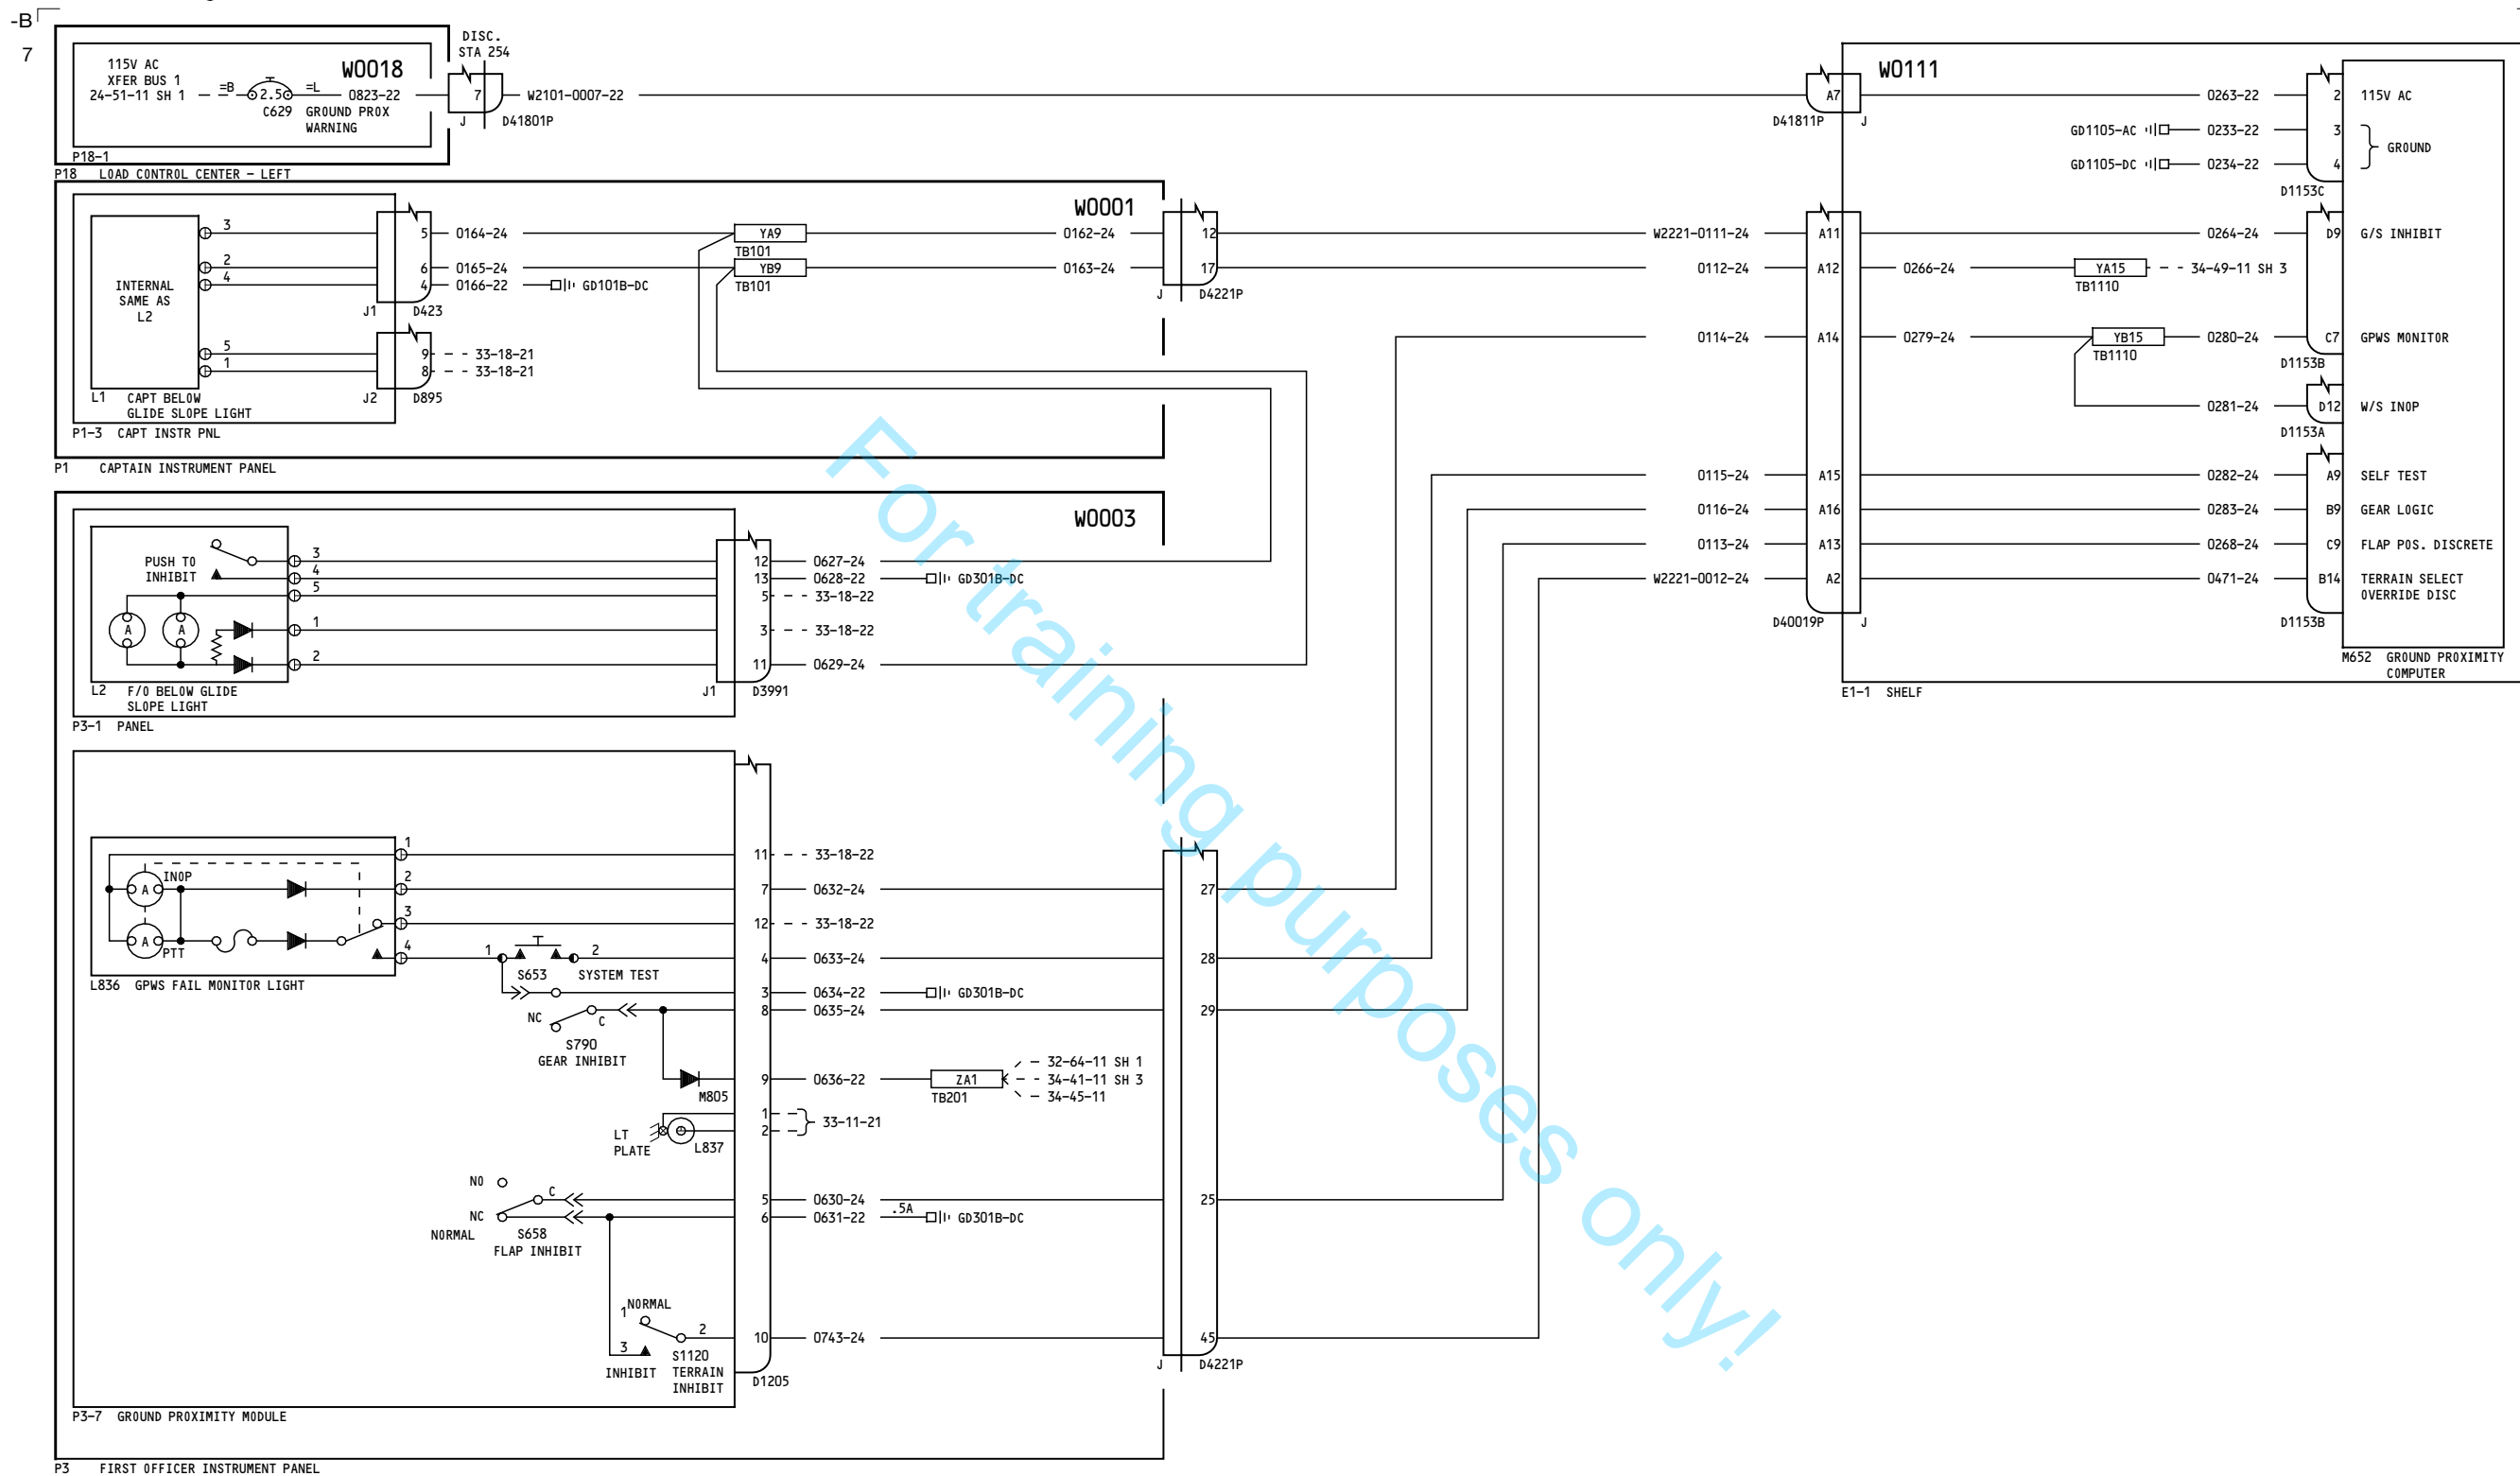 -B
7
115V AC
XFER BUS 1
24-51-11 SH 1
=B
2.5
=L
C629
GROUND PROX
WARNING
W0018
0823-22
P18-1
P18 LOAD CONTROL CENTER - LEFT
DISC.
STA 254
7
J
D41801P
W2101-0007-22
A7
D41811P
J
W0111
0263-22
2
115V AC
GD1105-AC
0233-22
3
GD1105-DC
0234-22
4
GROUND
D1153C
W0001
INTERNAL
SAME AS
L2
3
2
4
5
1
L1 CAPT BELOW
GLIDE SLOPE LIGHT
P1-3 CAPT INSTR PNL
P1 CAPTAIN INSTRUMENT PANEL
5
6
4
J1
D423
9
8
J2
D895
0164-24
0165-24
0166-22
GD101B-DC
33-18-21
33-18-21
YA9
TB101
YB9
TB101
0162-24
0163-24
12
17
J
D4221P
W2221-0111-24
A11
0264-24
D9
G/S INHIBIT
0112-24
A12
0266-24
YA15
TB1110
34-49-11 SH 3
0114-24
A14
0279-24
YB15
TB1110
0280-24
C7
GPWS MONITOR
D1153B
0281-24
D12
W/S INOP
D1153A
0115-24
A15
0282-24
A9
SELF TEST
0116-24
A16
0283-24
B9
GEAR LOGIC
0113-24
A13
0268-24
C9
FLAP POS. DISCRETE
W2221-0012-24
A2
0471-24
B14
TERRAIN SELECT
OVERRIDE DISC
D40019P
J
D1153B
M652 GROUND PROXIMITY
COMPUTER
E1-1 SHELF
W0003
PUSH TO
INHIBIT
A
A
3
4
5
1
2
L2 F/O BELOW GLIDE
SLOPE LIGHT
P3-1 PANEL
12
13
5
3
11
J1
D3991
0627-24
0628-22
GD301B-DC
33-18-22
33-18-22
0629-24
INOP
A
A
PTT
1
2
3
4
L836 GPWS FAIL MONITOR LIGHT
11
33-18-22
7
0632-24
27
12
33-18-22
1
S653
2
SYSTEM TEST
4
0633-24
28
3
0634-22
GD301B-DC
8
0635-24
29
NC
C
S790
GEAR INHIBIT
M805
9
0636-22
ZA1
TB201
32-64-11 SH 1
34-41-11 SH 3
34-45-11
LT
PLATE
L837
1
2
33-11-21
NO
C
NC
NORMAL
S658
FLAP INHIBIT
5
0630-24
25
6
0631-22
.5A
GD301B-DC
1
NORMAL
2
3
INHIBIT
S1120
TERRAIN
INHIBIT
10
0743-24
45
D1205
J
D4221P
P3-7 GROUND PROXIMITY MODULE
P3 FIRST OFFICER INSTRUMENT PANEL
For training purposes only!